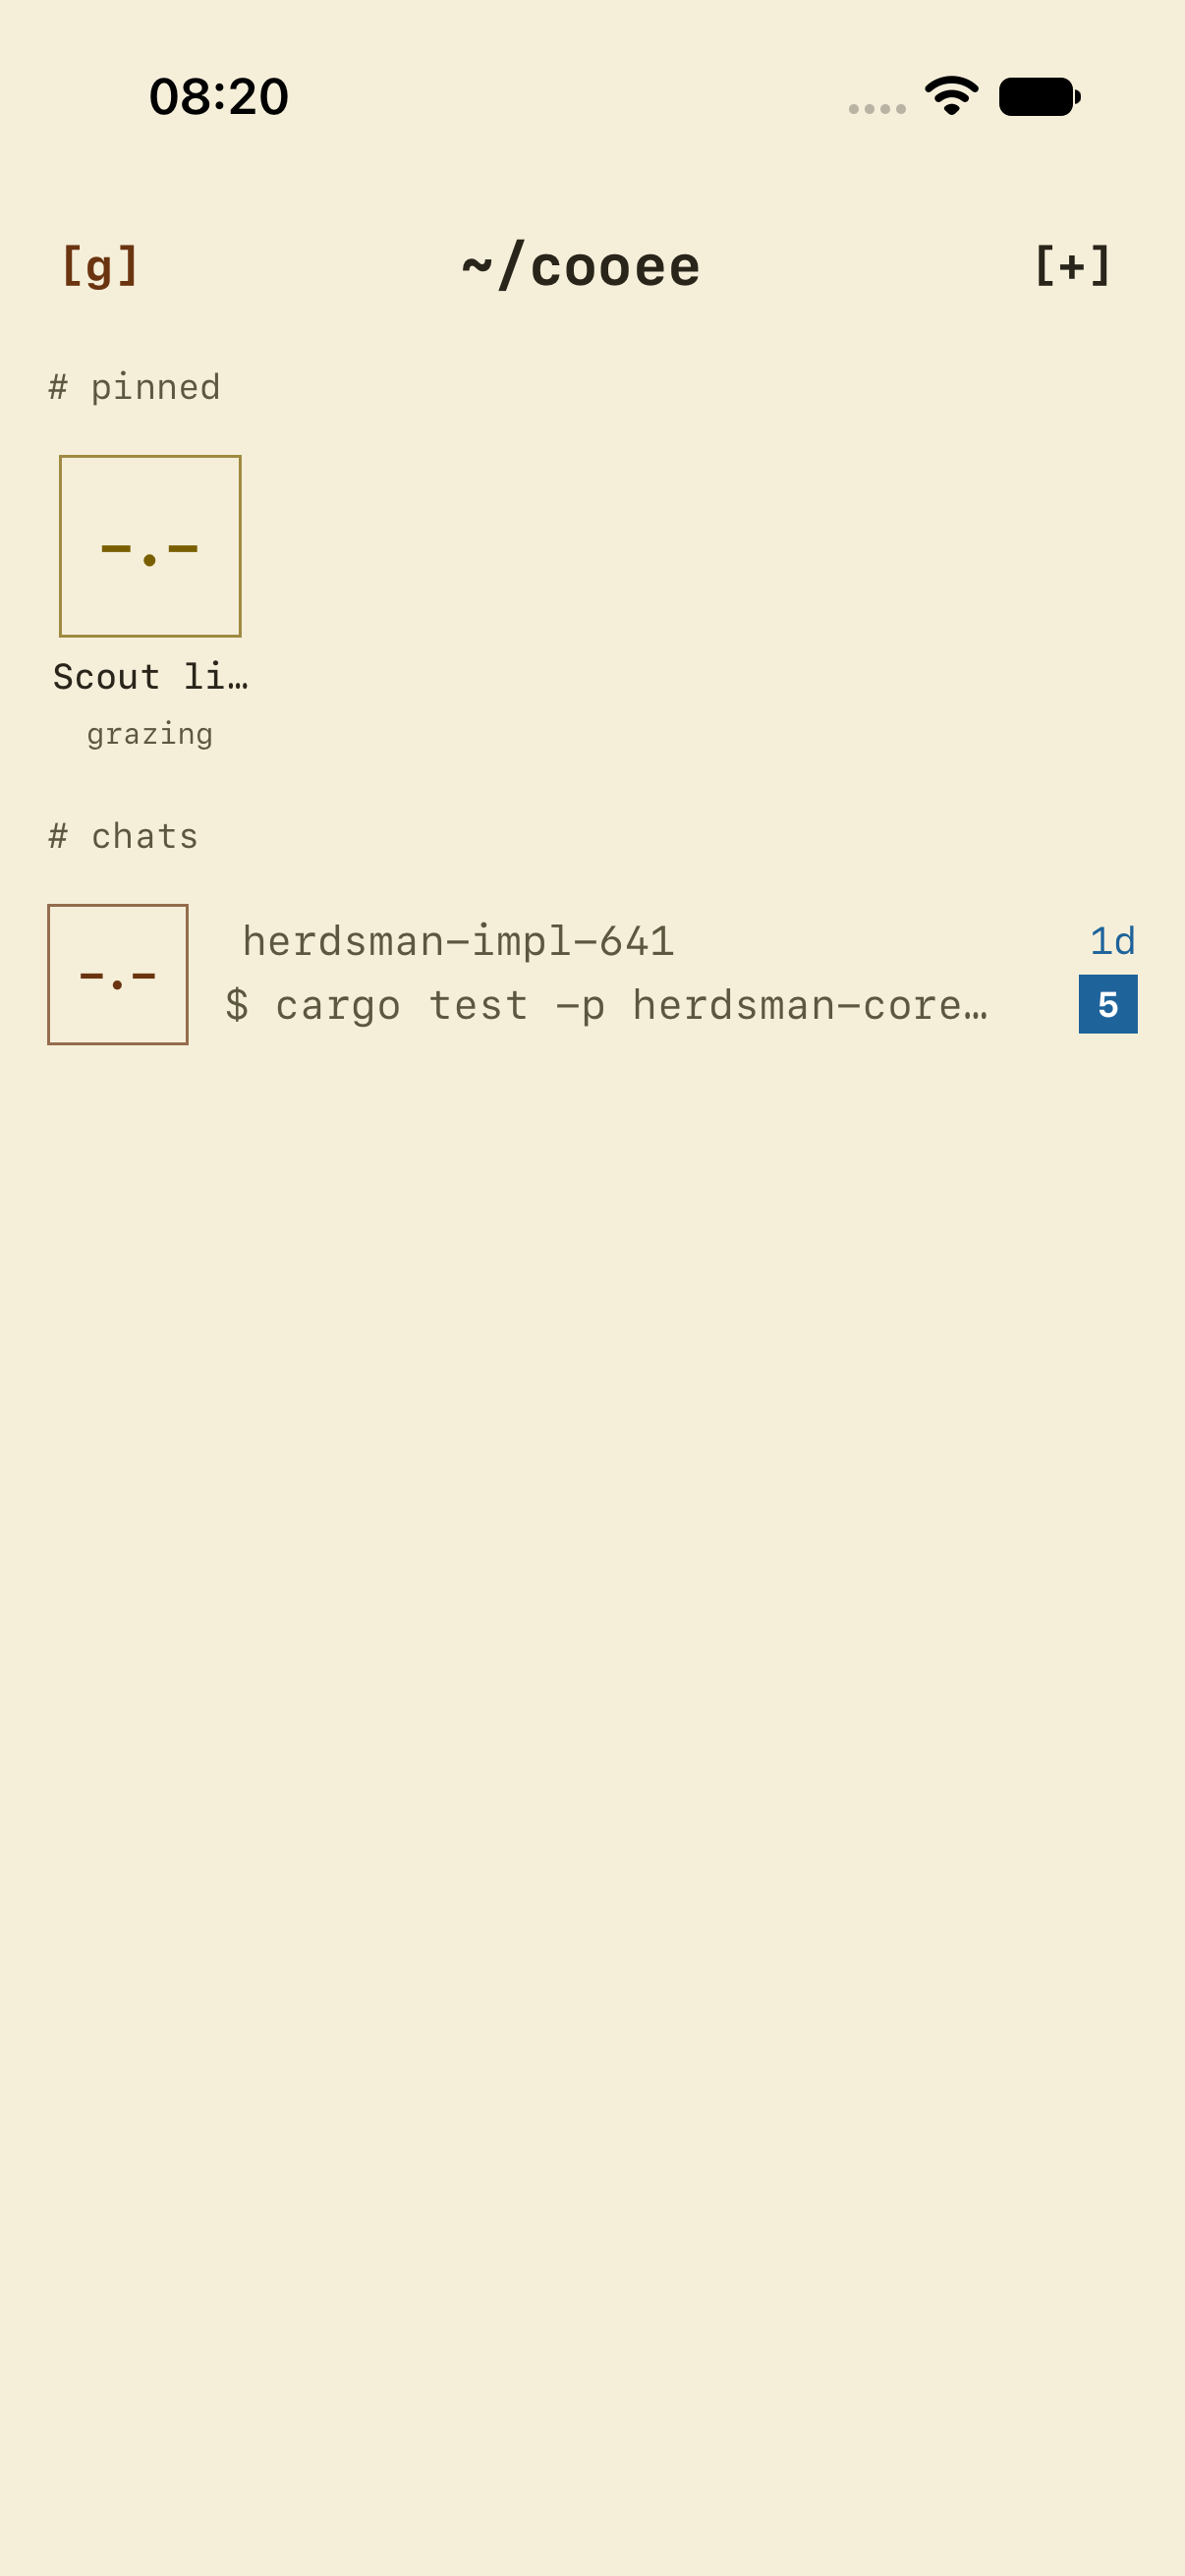 08:20
[g] ~/cooee [+]
# pinned
-.-
Scout li…
grazing
# chats
-.- herdsman-impl-641 1d
$ cargo test -p herdsman-core… 5